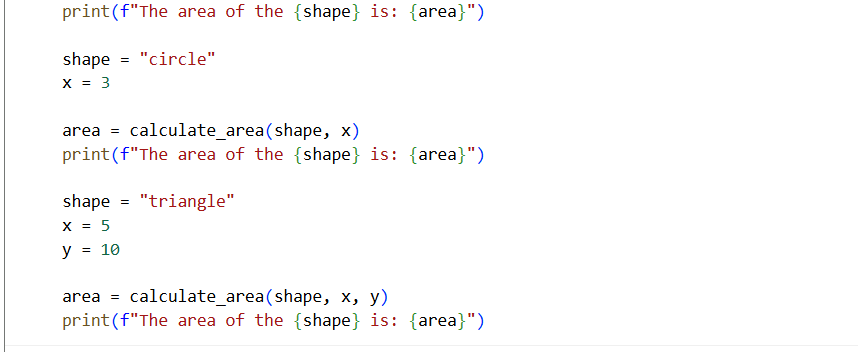 print(f"The area of the {shape} is: {area}")
shape = "circle"
x = 3
area = calculate_area(shape, x)
print(f"The area of the {shape} is: {area}")
shape = "triangle"
x = 5
y = 10
area = calculate_area(shape, x, y)
print(f"The area of the {shape} is: {area}")